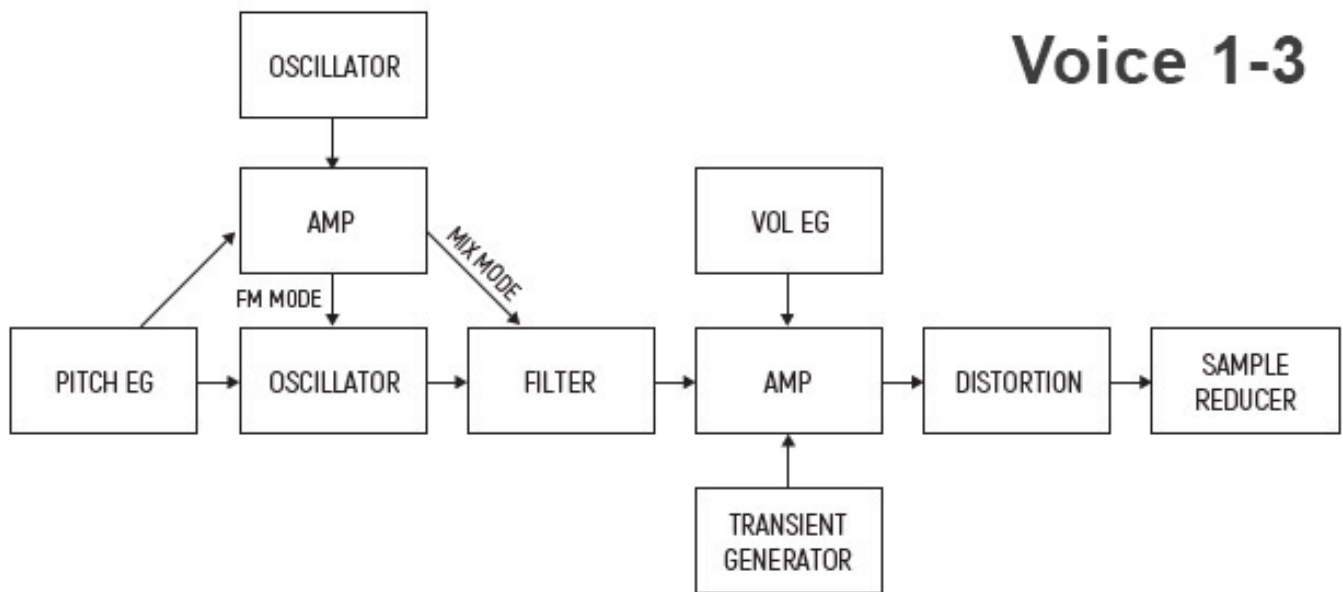 Voice 1-3
OSCILLATOR
AMP
MIX MODE
VOL EG
FM MODE
PITCH EG
OSCILLATOR
FILTER
AMP
DISTORTION
SAMPLE
REDUCER
TRANSIENT
GENERATOR